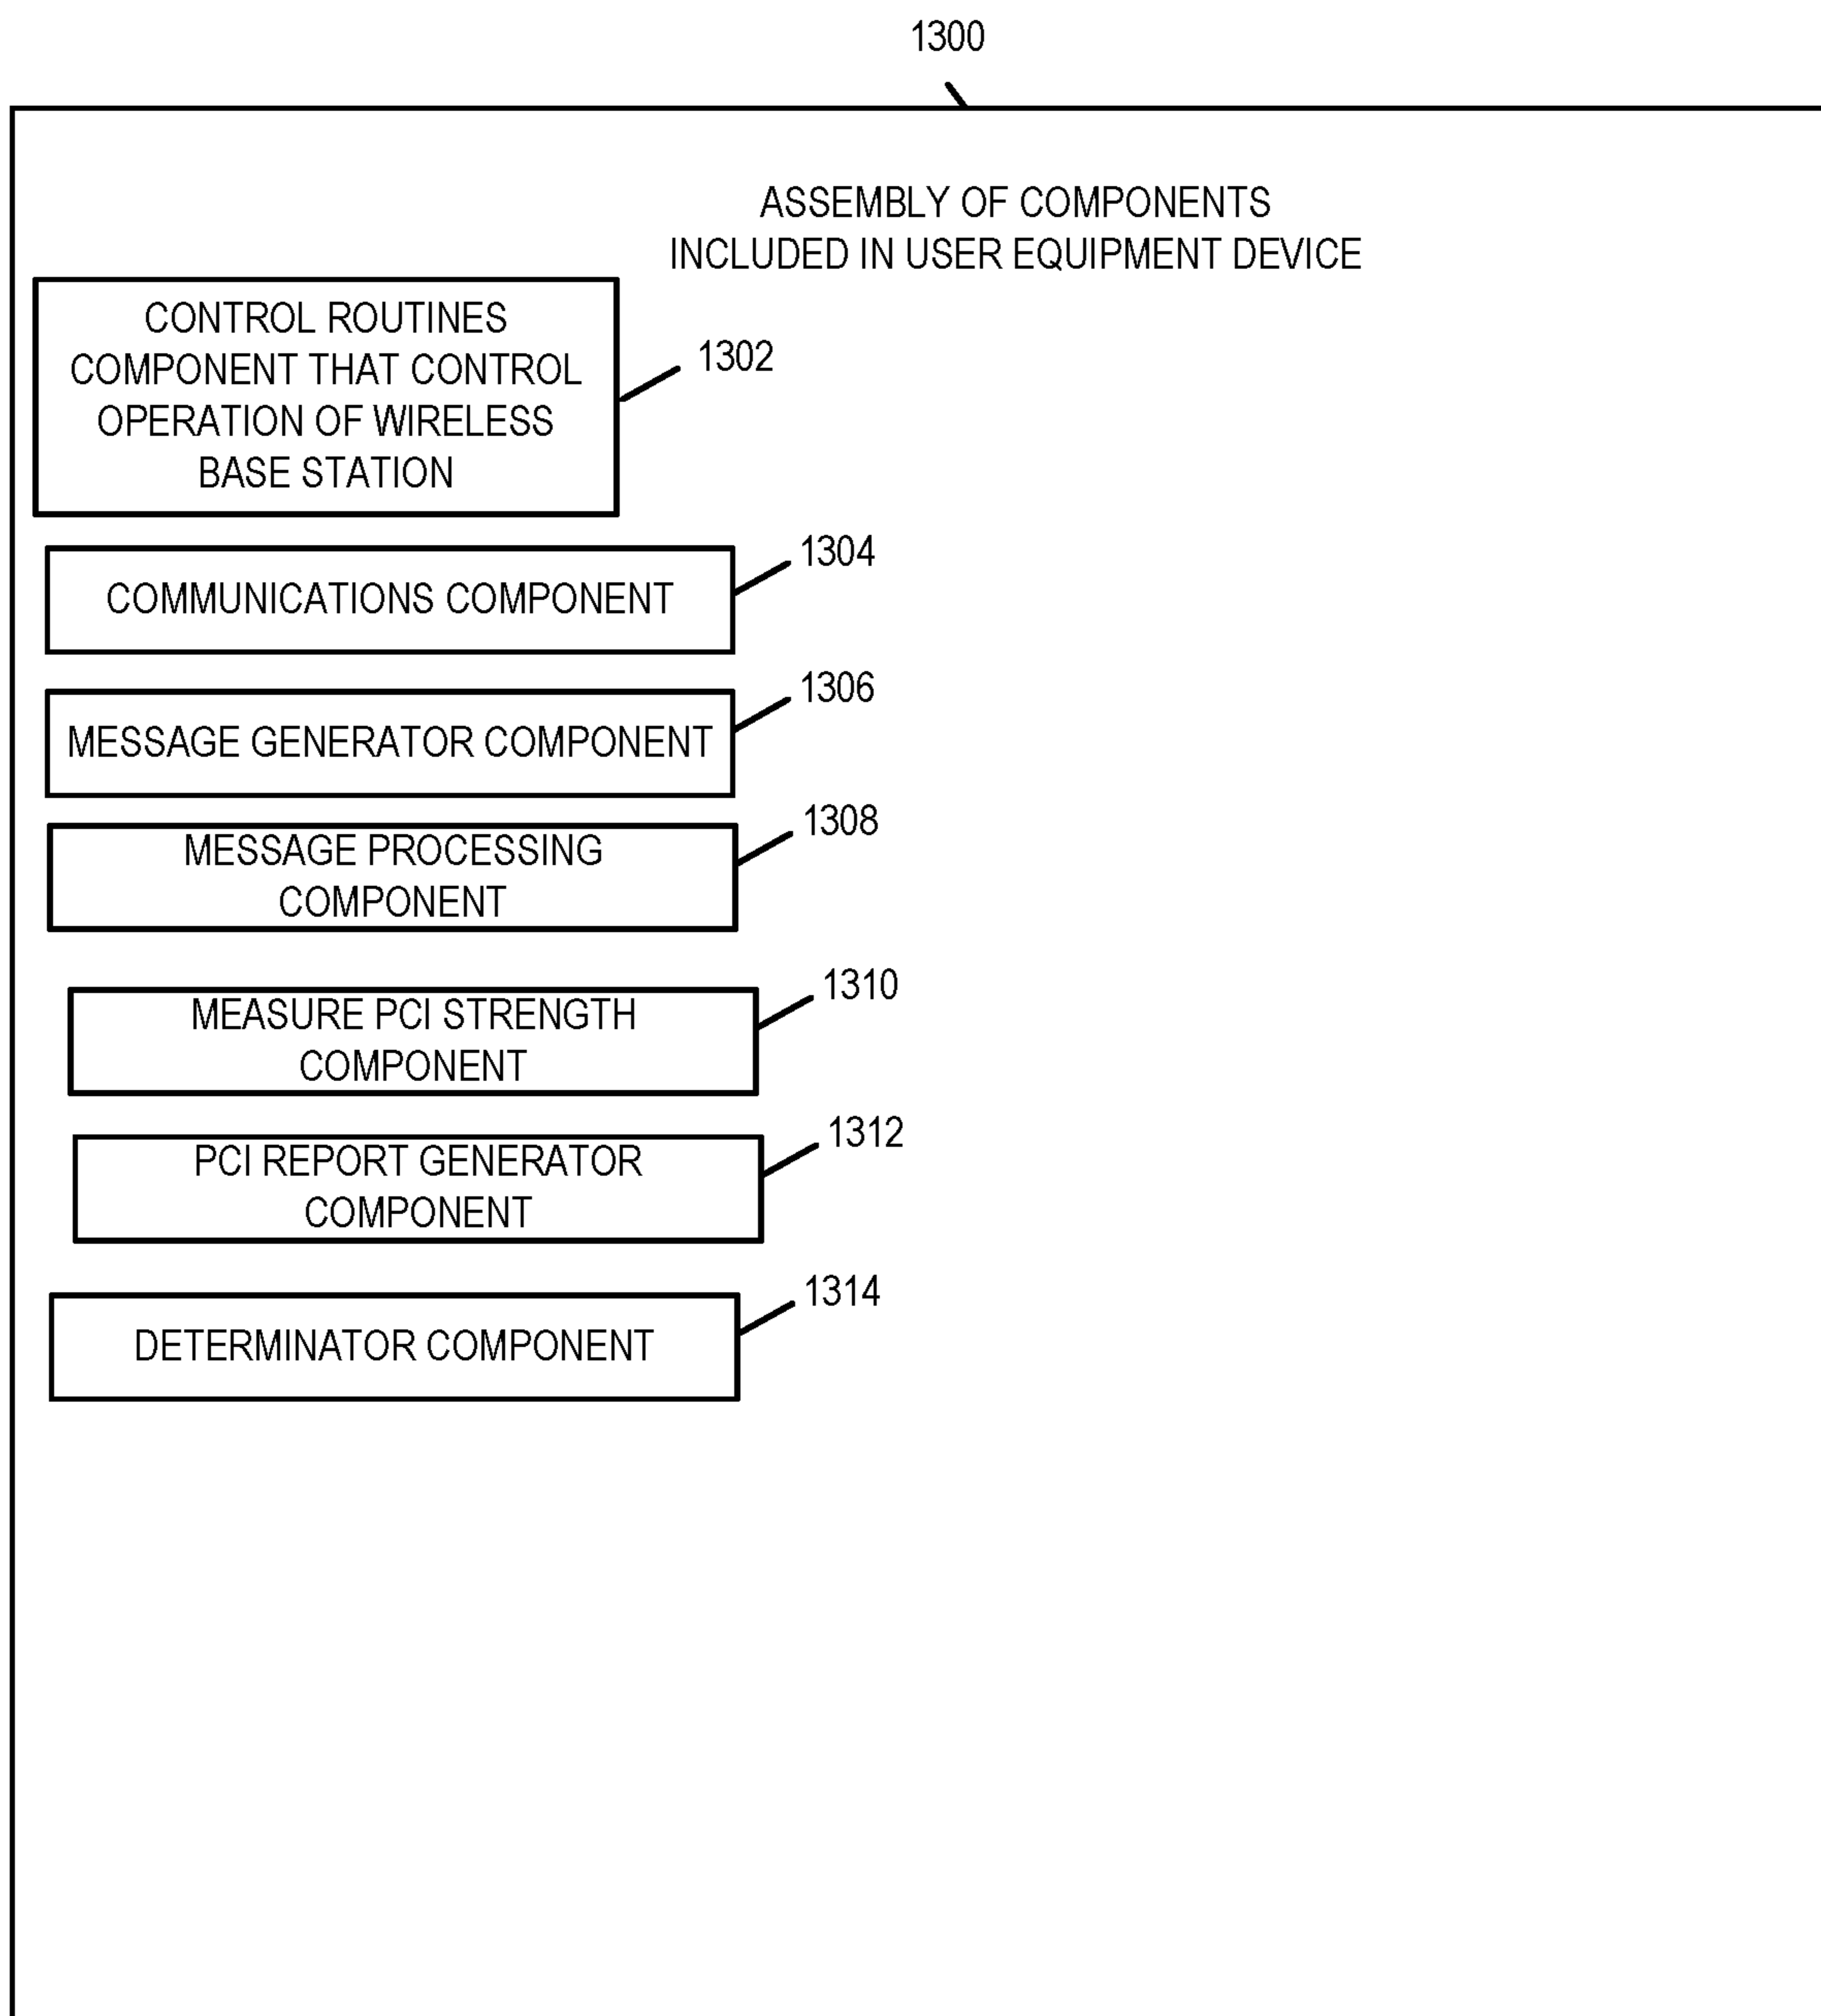 1300
ASSEMBLY OF COMPONENTS
INCLUDED IN USER EQUIPMENT DEVICE
CONTROL ROUTINES
COMPONENT THAT CONTROL
OPERATION OF WIRELESS
BASE STATION
1302
COMMUNICATIONS COMPONENT
1304
MESSAGE GENERATOR COMPONENT
1306
MESSAGE PROCESSING
COMPONENT
1308
MEASURE PCI STRENGTH
COMPONENT
1310
PCI REPORT GENERATOR
COMPONENT
1312
DETERMINATOR COMPONENT
1314